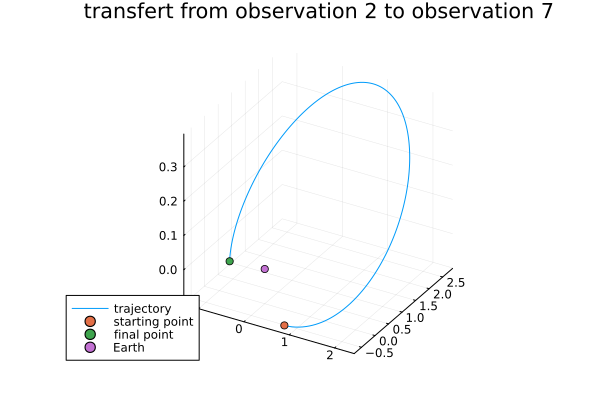 transfert from observation 2 to observation 7
0.3
0.2
0.1
0.0
trajectory
starting point
final point
Earth
0
1
2
−0.5
0.0
0.5
1.0
1.5
2.0
2.5